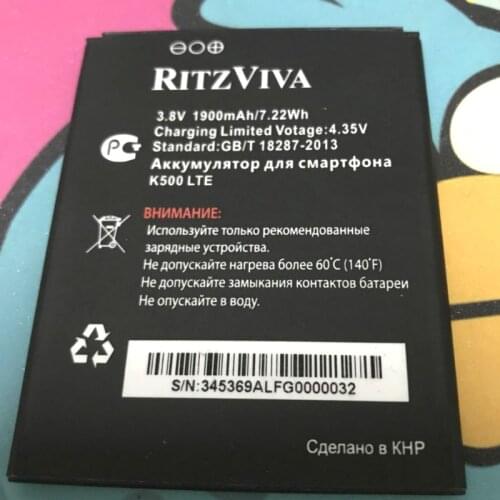 RITZVIVA
3.8V 1900mAh/7.22Wh
Charging Limited Votage:4.35V
Standard:GB/T 18287-2013
Аккумулятор для смартфона
K500 LTE
ВНИМАНИЕ:
Используйте только рекомендованные
зарядные устройства.
Не допускайте нагрева более 60°C (140°F)
Не допускайте замыкания контактов батареи
Не опускайте в воду.
S/N:345369ALFG0000032
Сделано в КНР